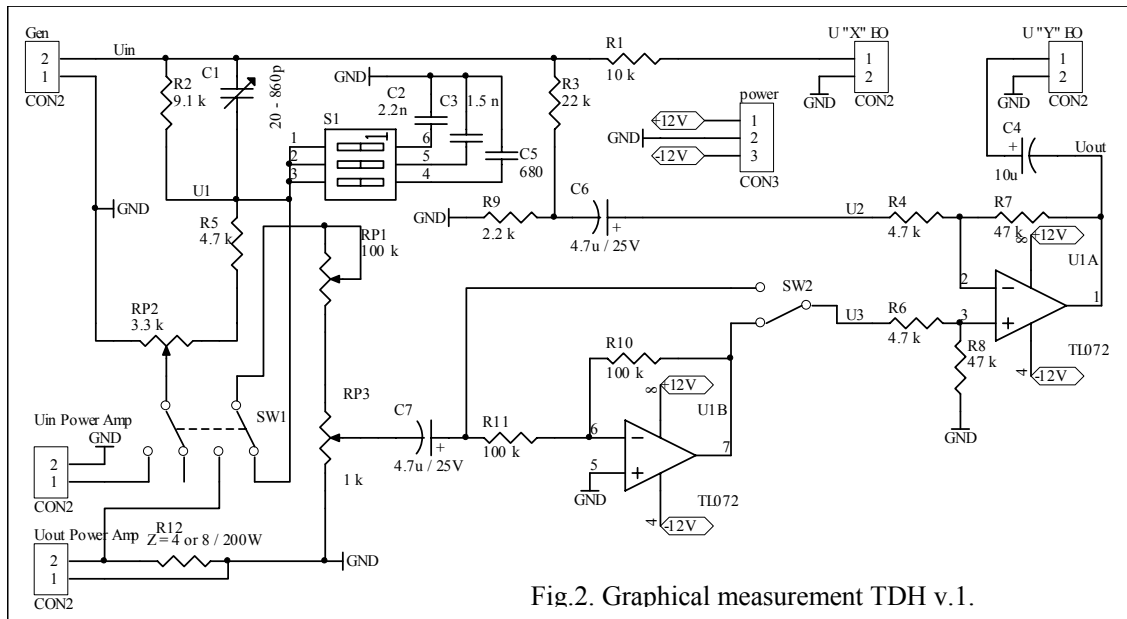 Gen
2
1
CON2
Uin
R2
9.1 k
C1
20 - 860p
GND
C2
2.2n
C3
1.5 n
S1
1
1
2
3
6
5
4
C5
680
R3
22 k
R1
10 k
U "X" EO
1
2
GND
CON2
U "Y" EO
1
2
GND
CON2
power
+12V
GND
-12V
1
2
3
CON3
C4
+
10u
Uout
U1
GND
R5
4.7 k
RP1
100 k
GND
R9
2.2 k
C6
+
4.7u / 25V
U2
R4
4.7 k
R7
47 k
8
+12V
U1A
2
3
1
TL072
4
-12V
RP2
3.3 k
SW2
U3
R6
4.7 k
R8
47 k
GND
R10
100 k
RP3
1 k
C7
+
4.7u / 25V
R11
100 k
8
+12V
U1B
6
5
7
GND
TL072
4
-12V
SW1
Uin Power Amp
GND
2
1
CON2
Uout Power Amp
R12
Z = 4 or 8 / 200W
2
1
CON2
GND
Fig.2. Graphical measurement TDH v.1.